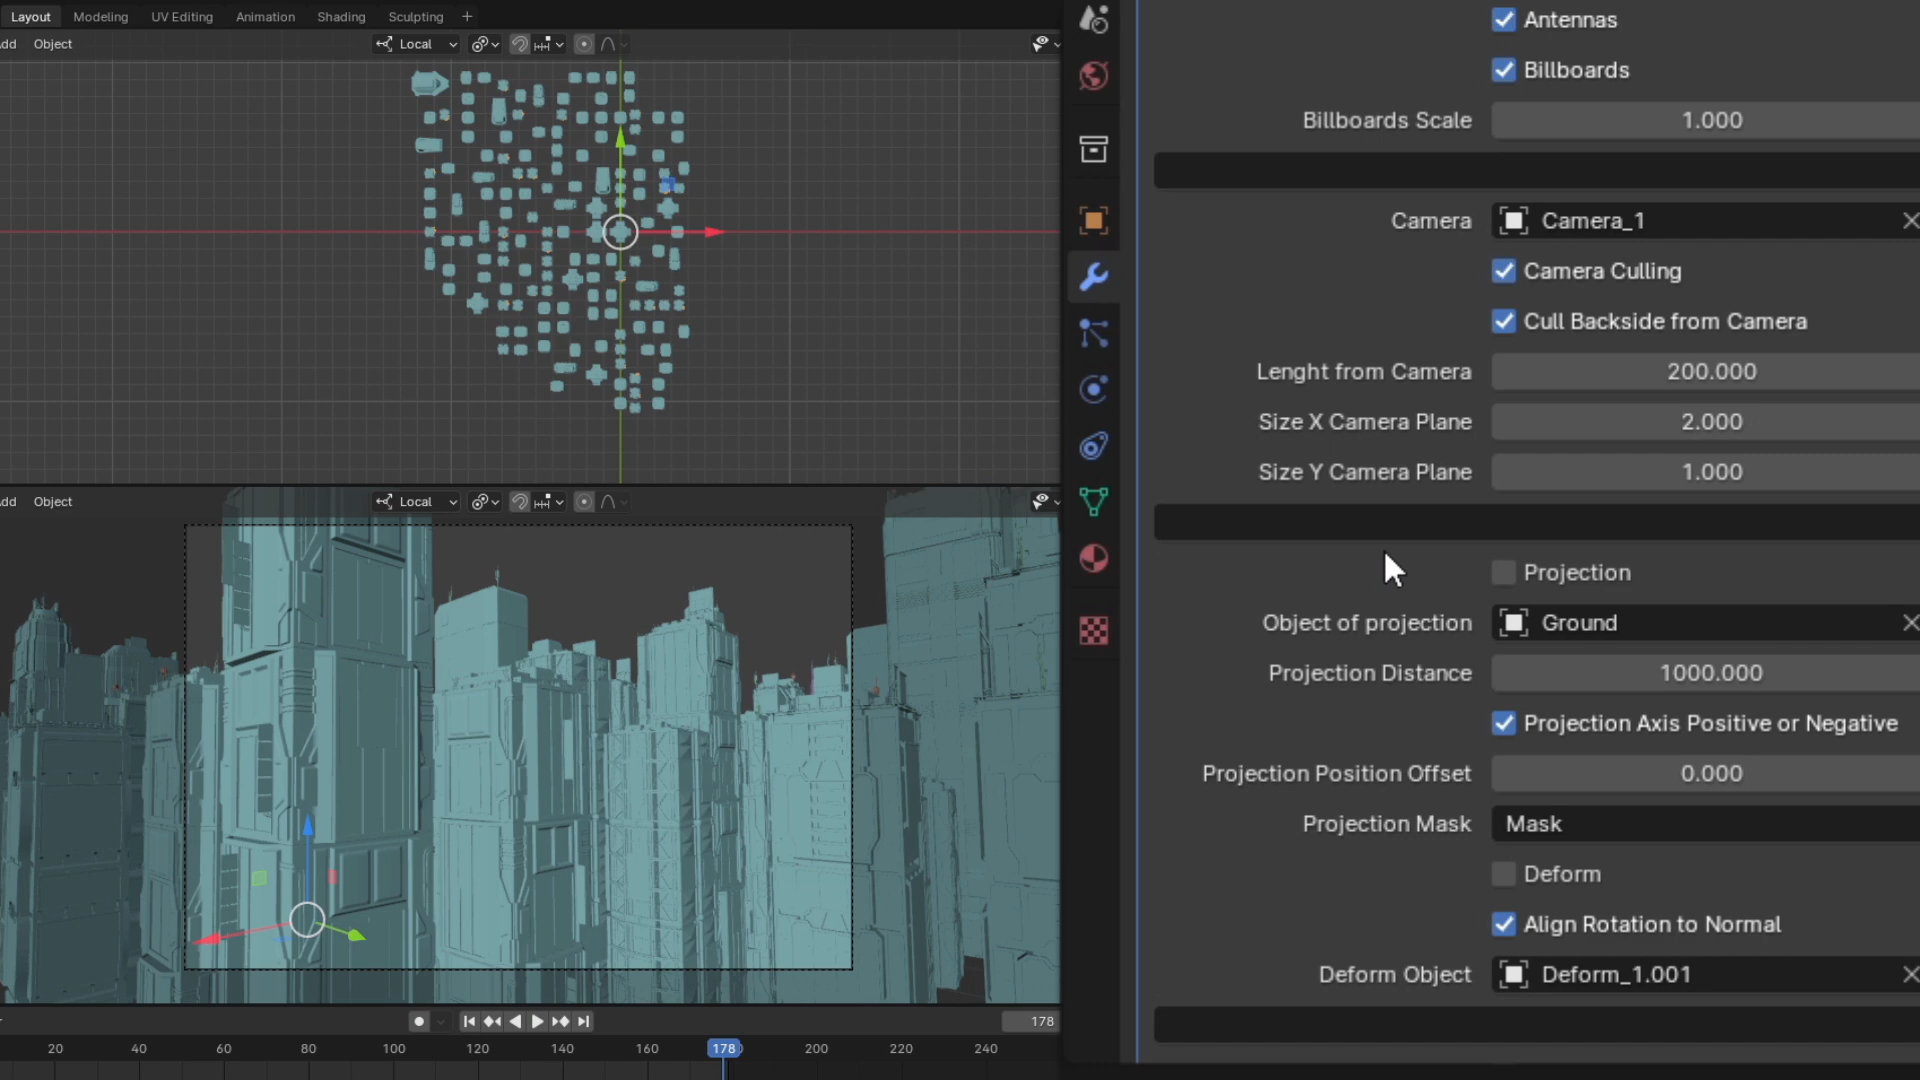 Layout Modeling UV Editing Animation Shading Sculpting +
dd Object Local
Antennas
Billboards
Billboards Scale 1.000
Camera Camera_1
Camera Culling
Cull Backside from Camera
Lenght from Camera 200.000
Size X Camera Plane 2.000
Size Y Camera Plane 1.000
dd Object Local
Projection
Object of projection Ground
Projection Distance 1000.000
Projection Axis Positive or Negative
Projection Position Offset 0.000
Projection Mask Mask
Deform
Align Rotation to Normal
Deform Object Deform_1.001
178
20 40 60 80 100 120 140 160 178 200 220 240